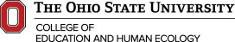 THE OHIO STATE UNIVERSITY
COLLEGE OF
EDUCATION AND HUMAN ECOLOGY